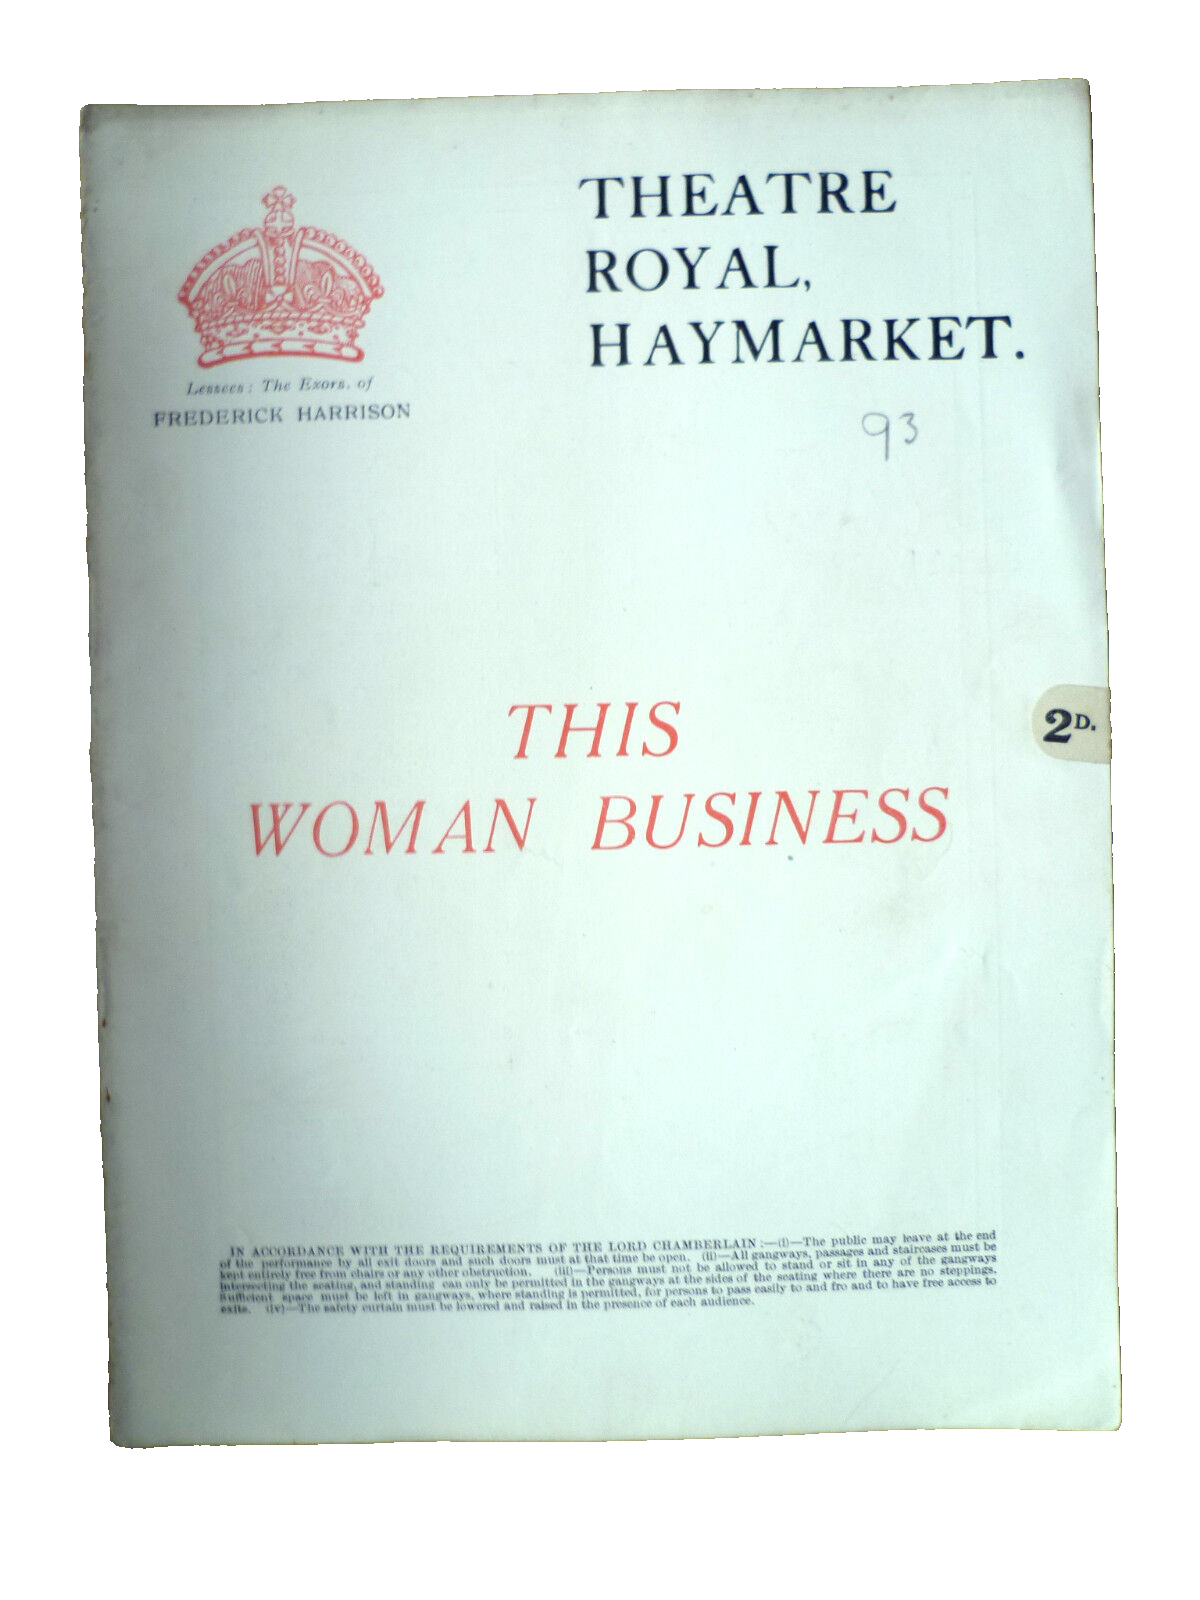 THEATRE
ROYAL,
HAYMARKET.
Lessees: The Exors. of
FREDERICK HARRISON
93
2D.
THIS
WOMAN BUSINESS
IN ACCORDANCE WITH THE REQUIREMENTS OF THE LORD CHAMBERLAIN:—(i)—The public may leave at the end
of the performance by all exit doors and such doors must at that time be open. (ii)—All gangways, passages and staircases must be
kept entirely free from chairs or any other obstruction. (iii)—Persons must not be allowed to stand or sit in any of the gangways
intersecting the seating, and standing can only be permitted in the gangways at the sides of the seating where there are no steppings.
Sufficient space must be left in gangways, where standing is permitted, for persons to pass easily to and fro and to have free access to
exits. (iv)—The safety curtain must be lowered and raised in the presence of each audience.